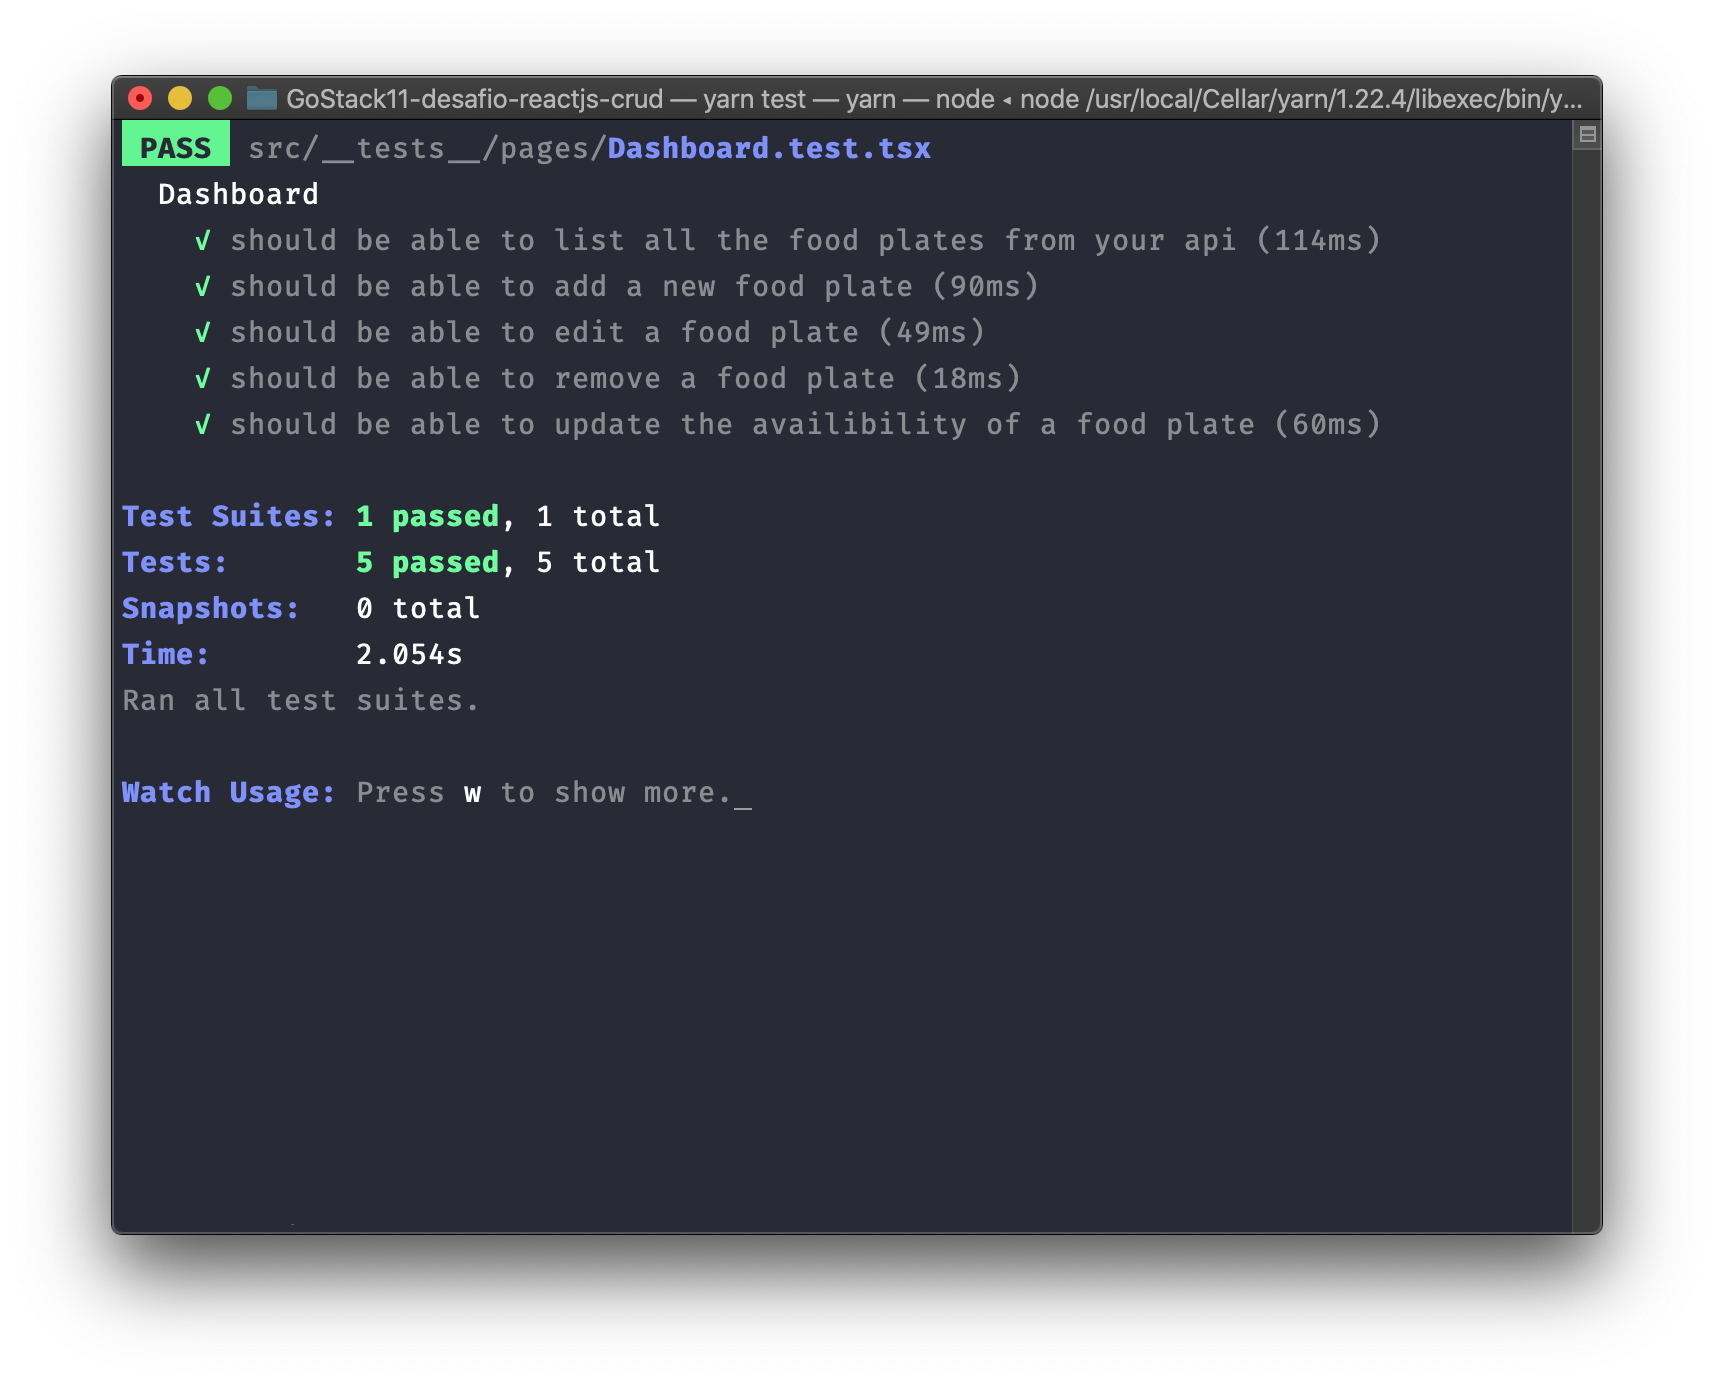 GoStack11-desafio-reactjs-crud — yarn test — yarn — node ◂ node /usr/local/Cellar/yarn/1.22.4/libexec/bin/y...
PASS src/__tests__/pages/Dashboard.test.tsx
Dashboard
√ should be able to list all the food plates from your api (114ms)
√ should be able to add a new food plate (90ms)
√ should be able to edit a food plate (49ms)
√ should be able to remove a food plate (18ms)
√ should be able to update the availibility of a food plate (60ms)
Test Suites: 1 passed, 1 total
Tests: 5 passed, 5 total
Snapshots: 0 total
Time: 2.054s
Ran all test suites.
Watch Usage: Press w to show more._